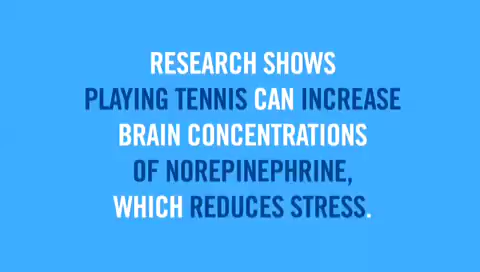 RESEARCH SHOWS
PLAYING TENNIS CAN INCREASE
BRAIN CONCENTRATIONS
OF NOREPINEPHRINE,
WHICH REDUCES STRESS.